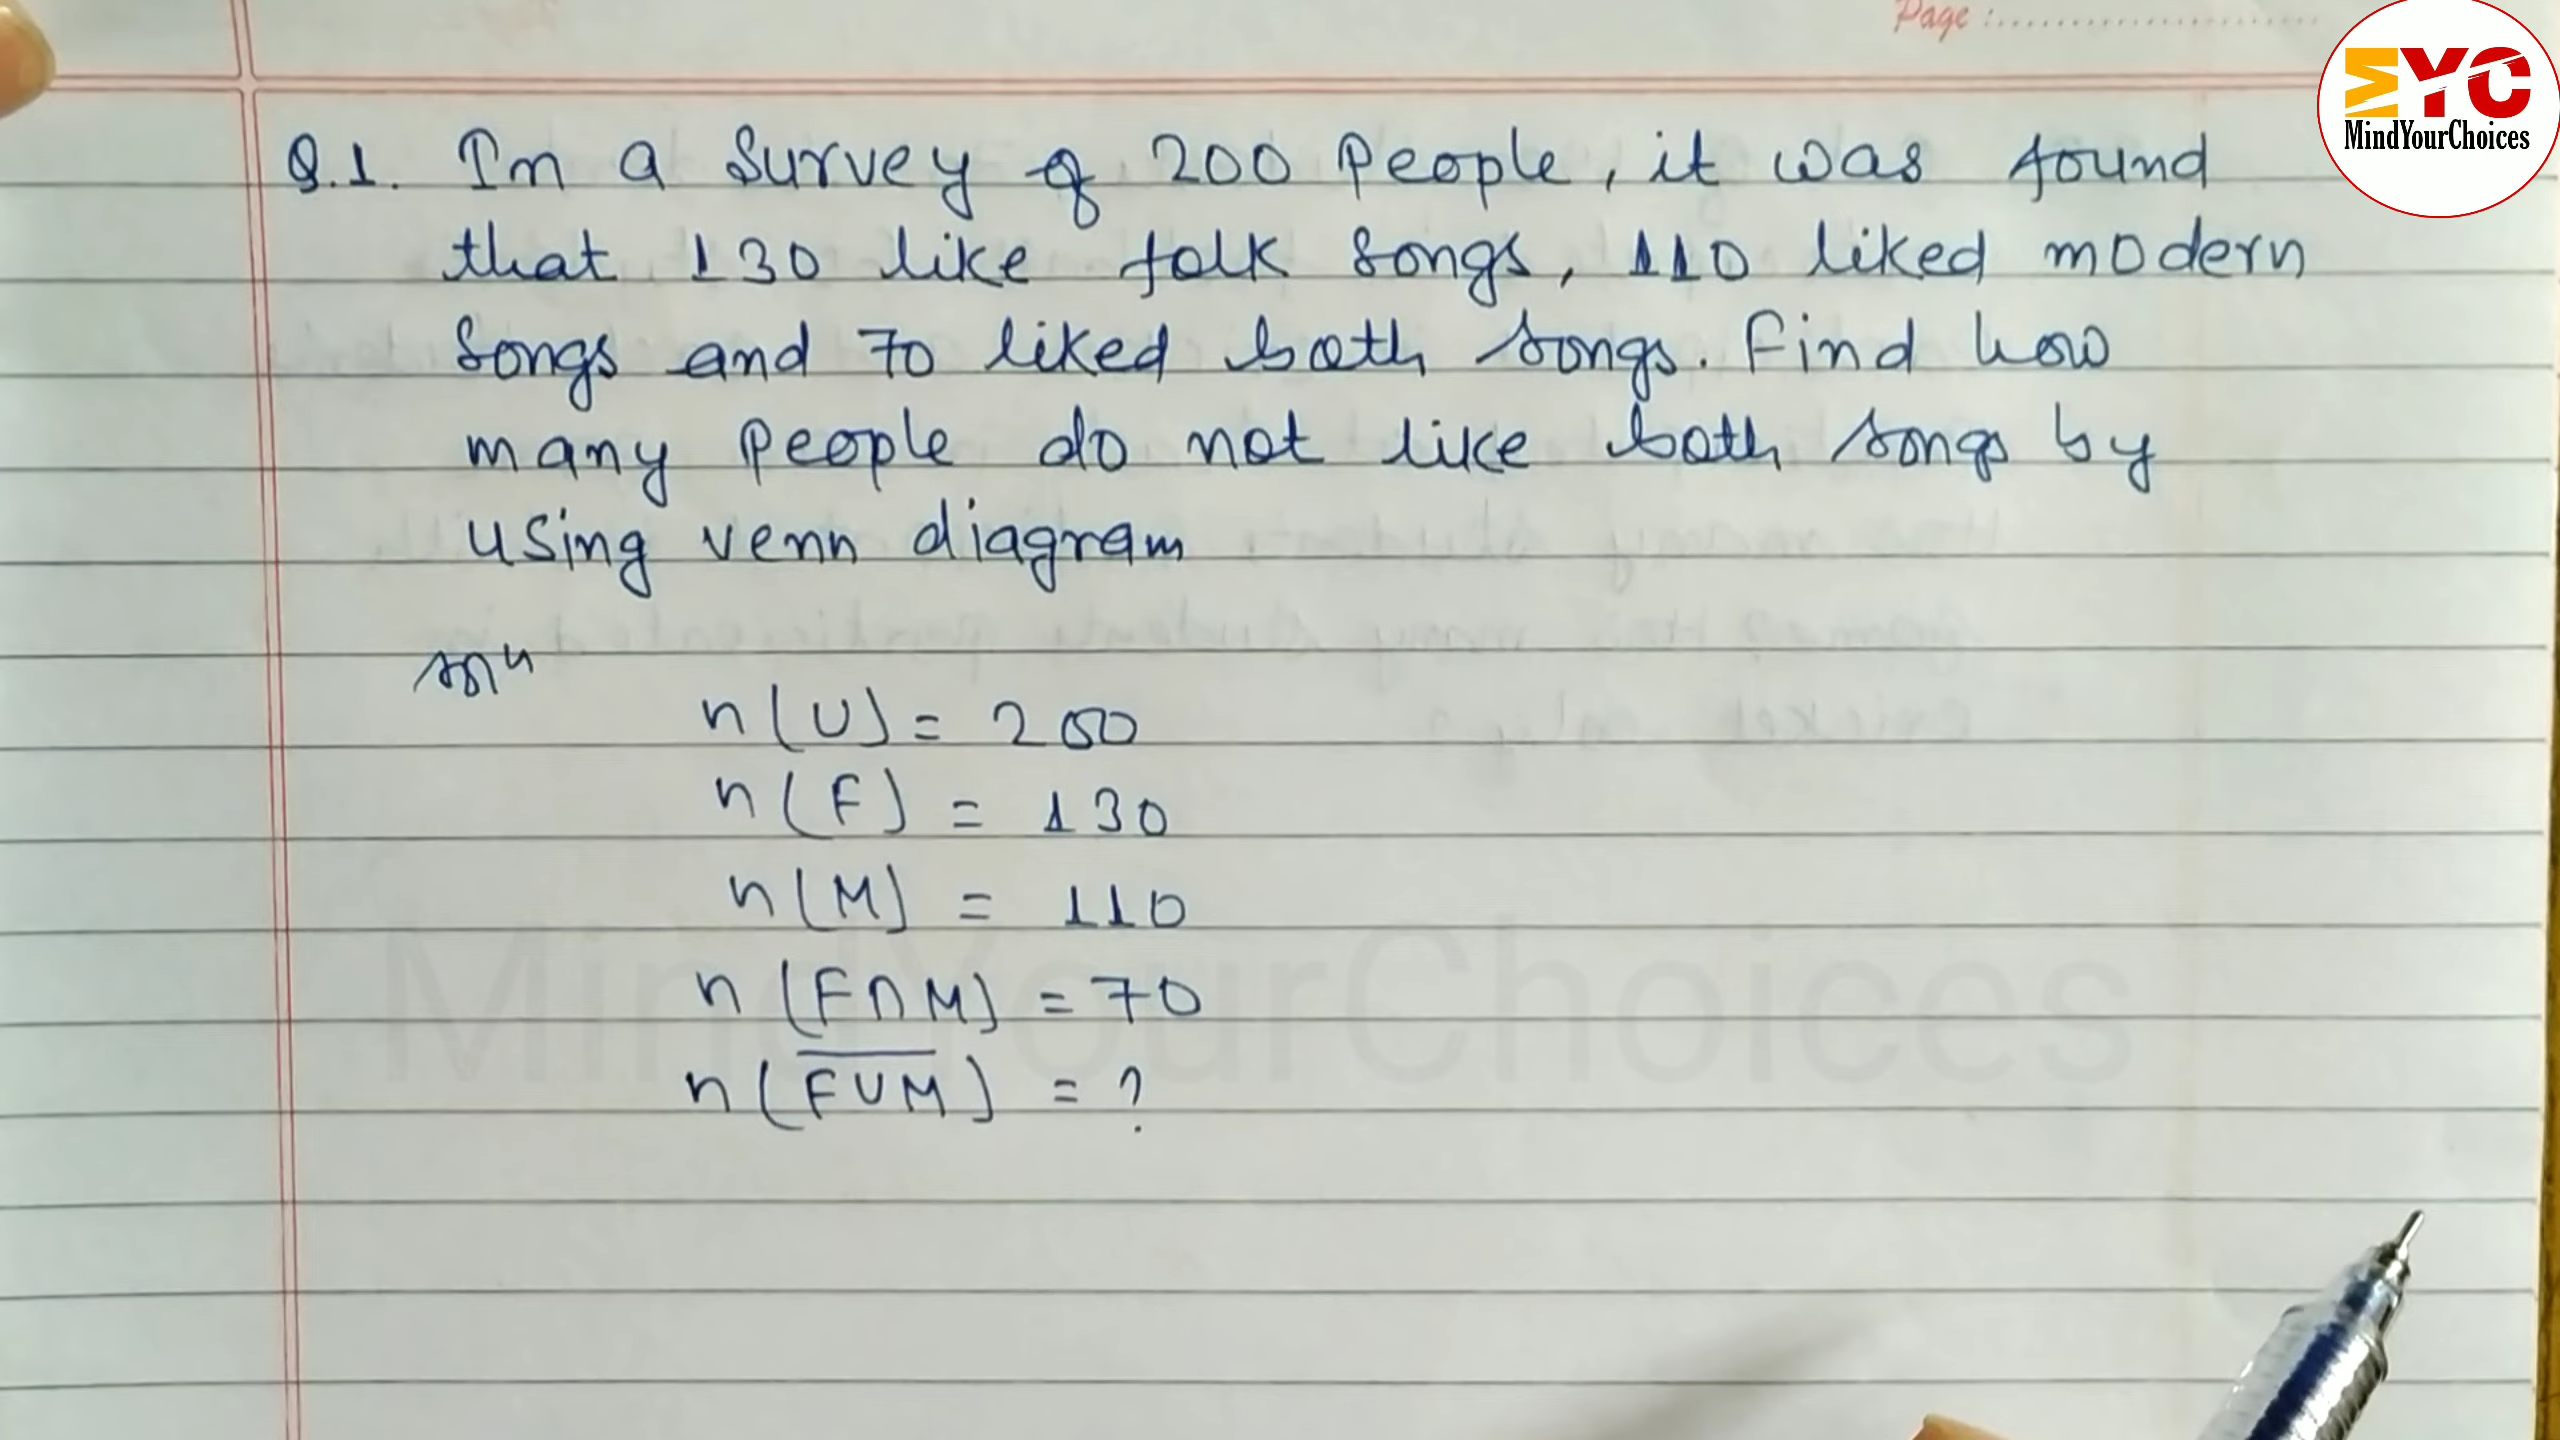 Page :
MYC
MindYourChoices
Q.1. In a survey of 200 People, it was found
that 130 like folk songs, 110 liked modern
songs and 70 liked both songs. Find how
many people do not like both songs by
using venn diagram
soln
n(U) = 200
n(F) = 130
n(M) = 110
n(F∩M) = 70
n(F̅U̅M̅) = ?
MindYourChoices